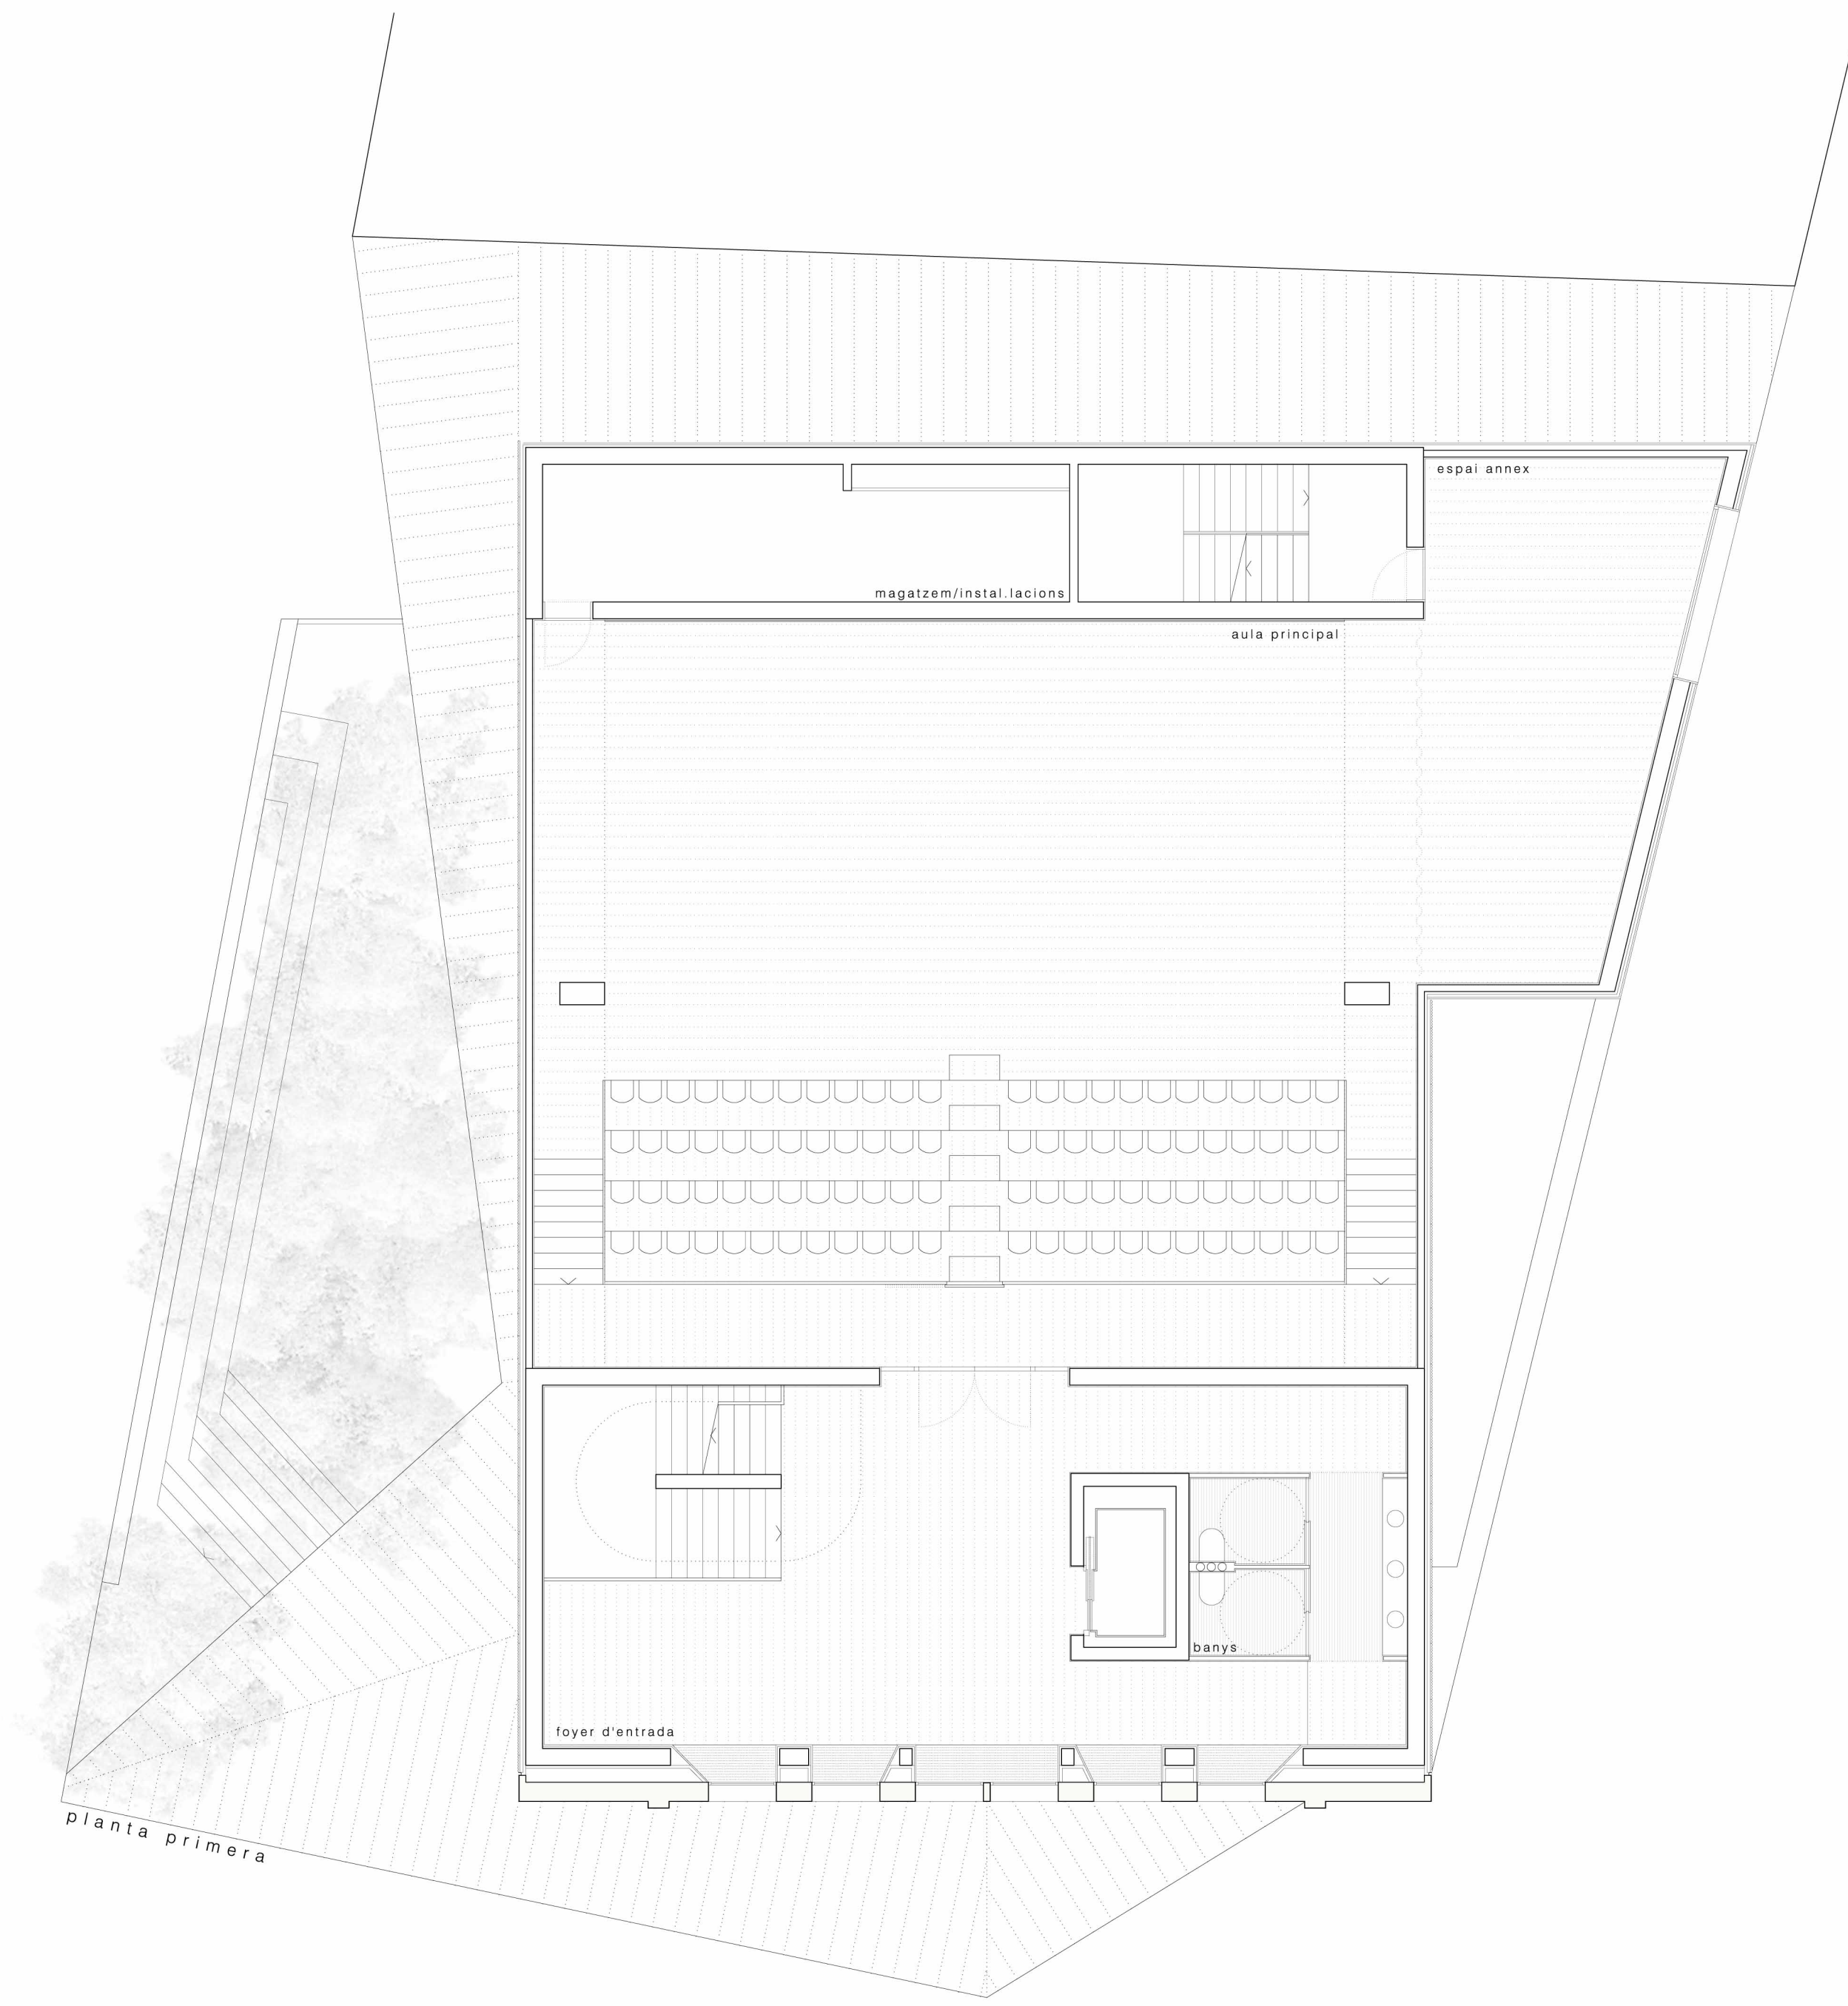 espai annex
magatzem/instal.lacions
aula principal
banys
foyer d'entrada
planta primera